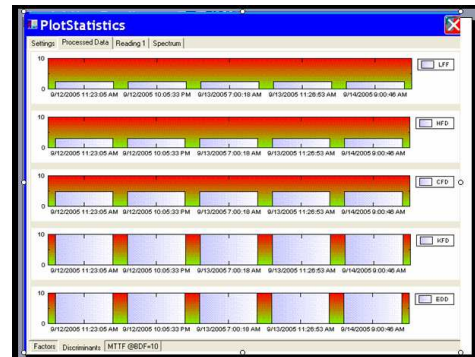 PlotStatistics
Settings Processed Data Reading 1 Spectrum
10
LFF
0
9/12/2005 11:23:05 AM 9/12/2005 10:05:33 PM 9/13/2005 7:00:18 AM 9/13/2005 11:26:53 AM 9/14/2005 9:00:46 AM
10
HFD
0
9/12/2005 11:23:05 AM 9/12/2005 10:05:33 PM 9/13/2005 7:00:18 AM 9/13/2005 11:26:53 AM 9/14/2005 9:00:46 AM
10
CFD
0
9/12/2005 11:23:05 AM 9/12/2005 10:05:33 PM 9/13/2005 7:00:18 AM 9/13/2005 11:26:53 AM 9/14/2005 9:00:46 AM
10
KFD
0
9/12/2005 11:23:05 AM 9/12/2005 10:05:33 PM 9/13/2005 7:00:18 AM 9/13/2005 11:26:53 AM 9/14/2005 9:00:46 AM
10
EDD
0
9/12/2005 11:23:05 AM 9/12/2005 10:05:33 PM 9/13/2005 7:00:18 AM 9/13/2005 11:26:53 AM 9/14/2005 9:00:46 AM
Factors Discriminants MTTF @BDF=10